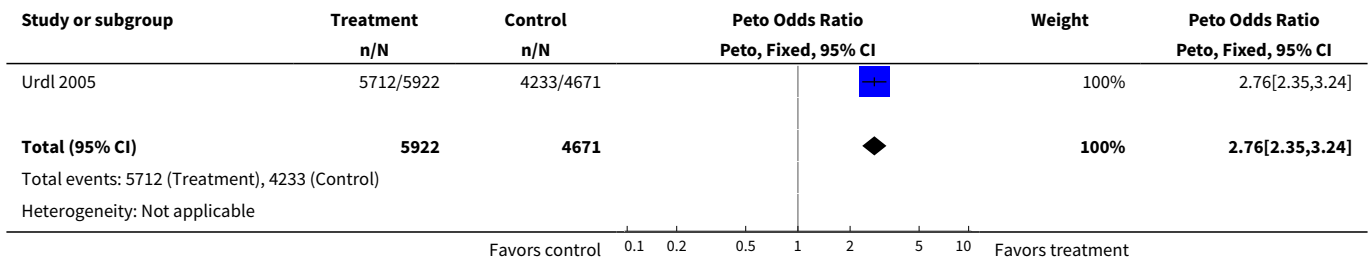 Study or subgroup Treatment Control Peto Odds Ratio Weight Peto Odds Ratio
n/N n/N Peto, Fixed, 95% CI Peto, Fixed, 95% CI
Urdl 2005 5712/5922 4233/4671 100% 2.76[2.35,3.24]
Total (95% CI) 5922 4671 100% 2.76[2.35,3.24]
Total events: 5712 (Treatment), 4233 (Control)
Heterogeneity: Not applicable
Favors control 0.1 0.2 0.5 1 2 5 10 Favors treatment